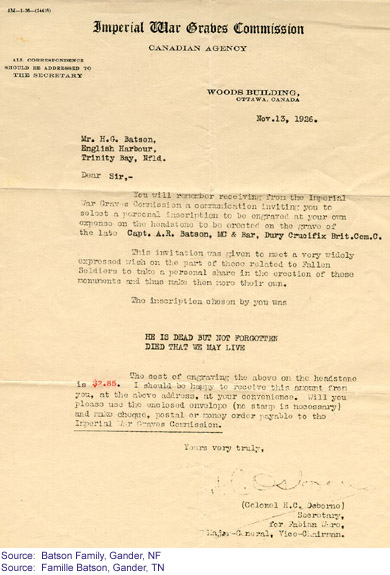 Imperial War Graves Commission
CANADIAN AGENCY
ALL CORRESPONDENCE
SHOULD BE ADDRESSED TO
THE SECRETARY
WOODS BUILDING,
OTTAWA, CANADA
Nov.13, 1926.
Mr. H.G. Batson,
English Harbour,
Trinity Bay, Nfld.
Dear Sir,-
You will remember receiving from the Imperial
War Graves Commission a communication inviting you to
select a personal inscription to be engraved at your own
expense on the headstone to be erected on the grave of
the late Capt. A.R. Batson, MC & Bar, Dury Crucifix Brit.Cem.C.
This invitation was given to meet a very widely
expressed wish on the part of those related to Fallen
Soldiers to take a personal share in the erection of these
monuments and thus make them more their own.
The inscription chosen by you was
HE IS DEAD BUT NOT FORGOTTEN
DIED THAT WE MAY LIVE
The cost of engraving the above on the headstone
is $2.85. I should be happy to receive this amount from
you, at the above address, at your convenience. Will you
please use the enclosed envelope (no stamp is necessary)
and make cheque, postal or money order payable to the
Imperial War Graves Commission.
Yours very truly,
H.C. Osborne
(Colonel H.C. Osborne)
Secretary,
for Fabian Ware,
Major-General, Vice-Chairman.
Source: Batson Family, Gander, NF
Source: Famille Batson, Gander, TN